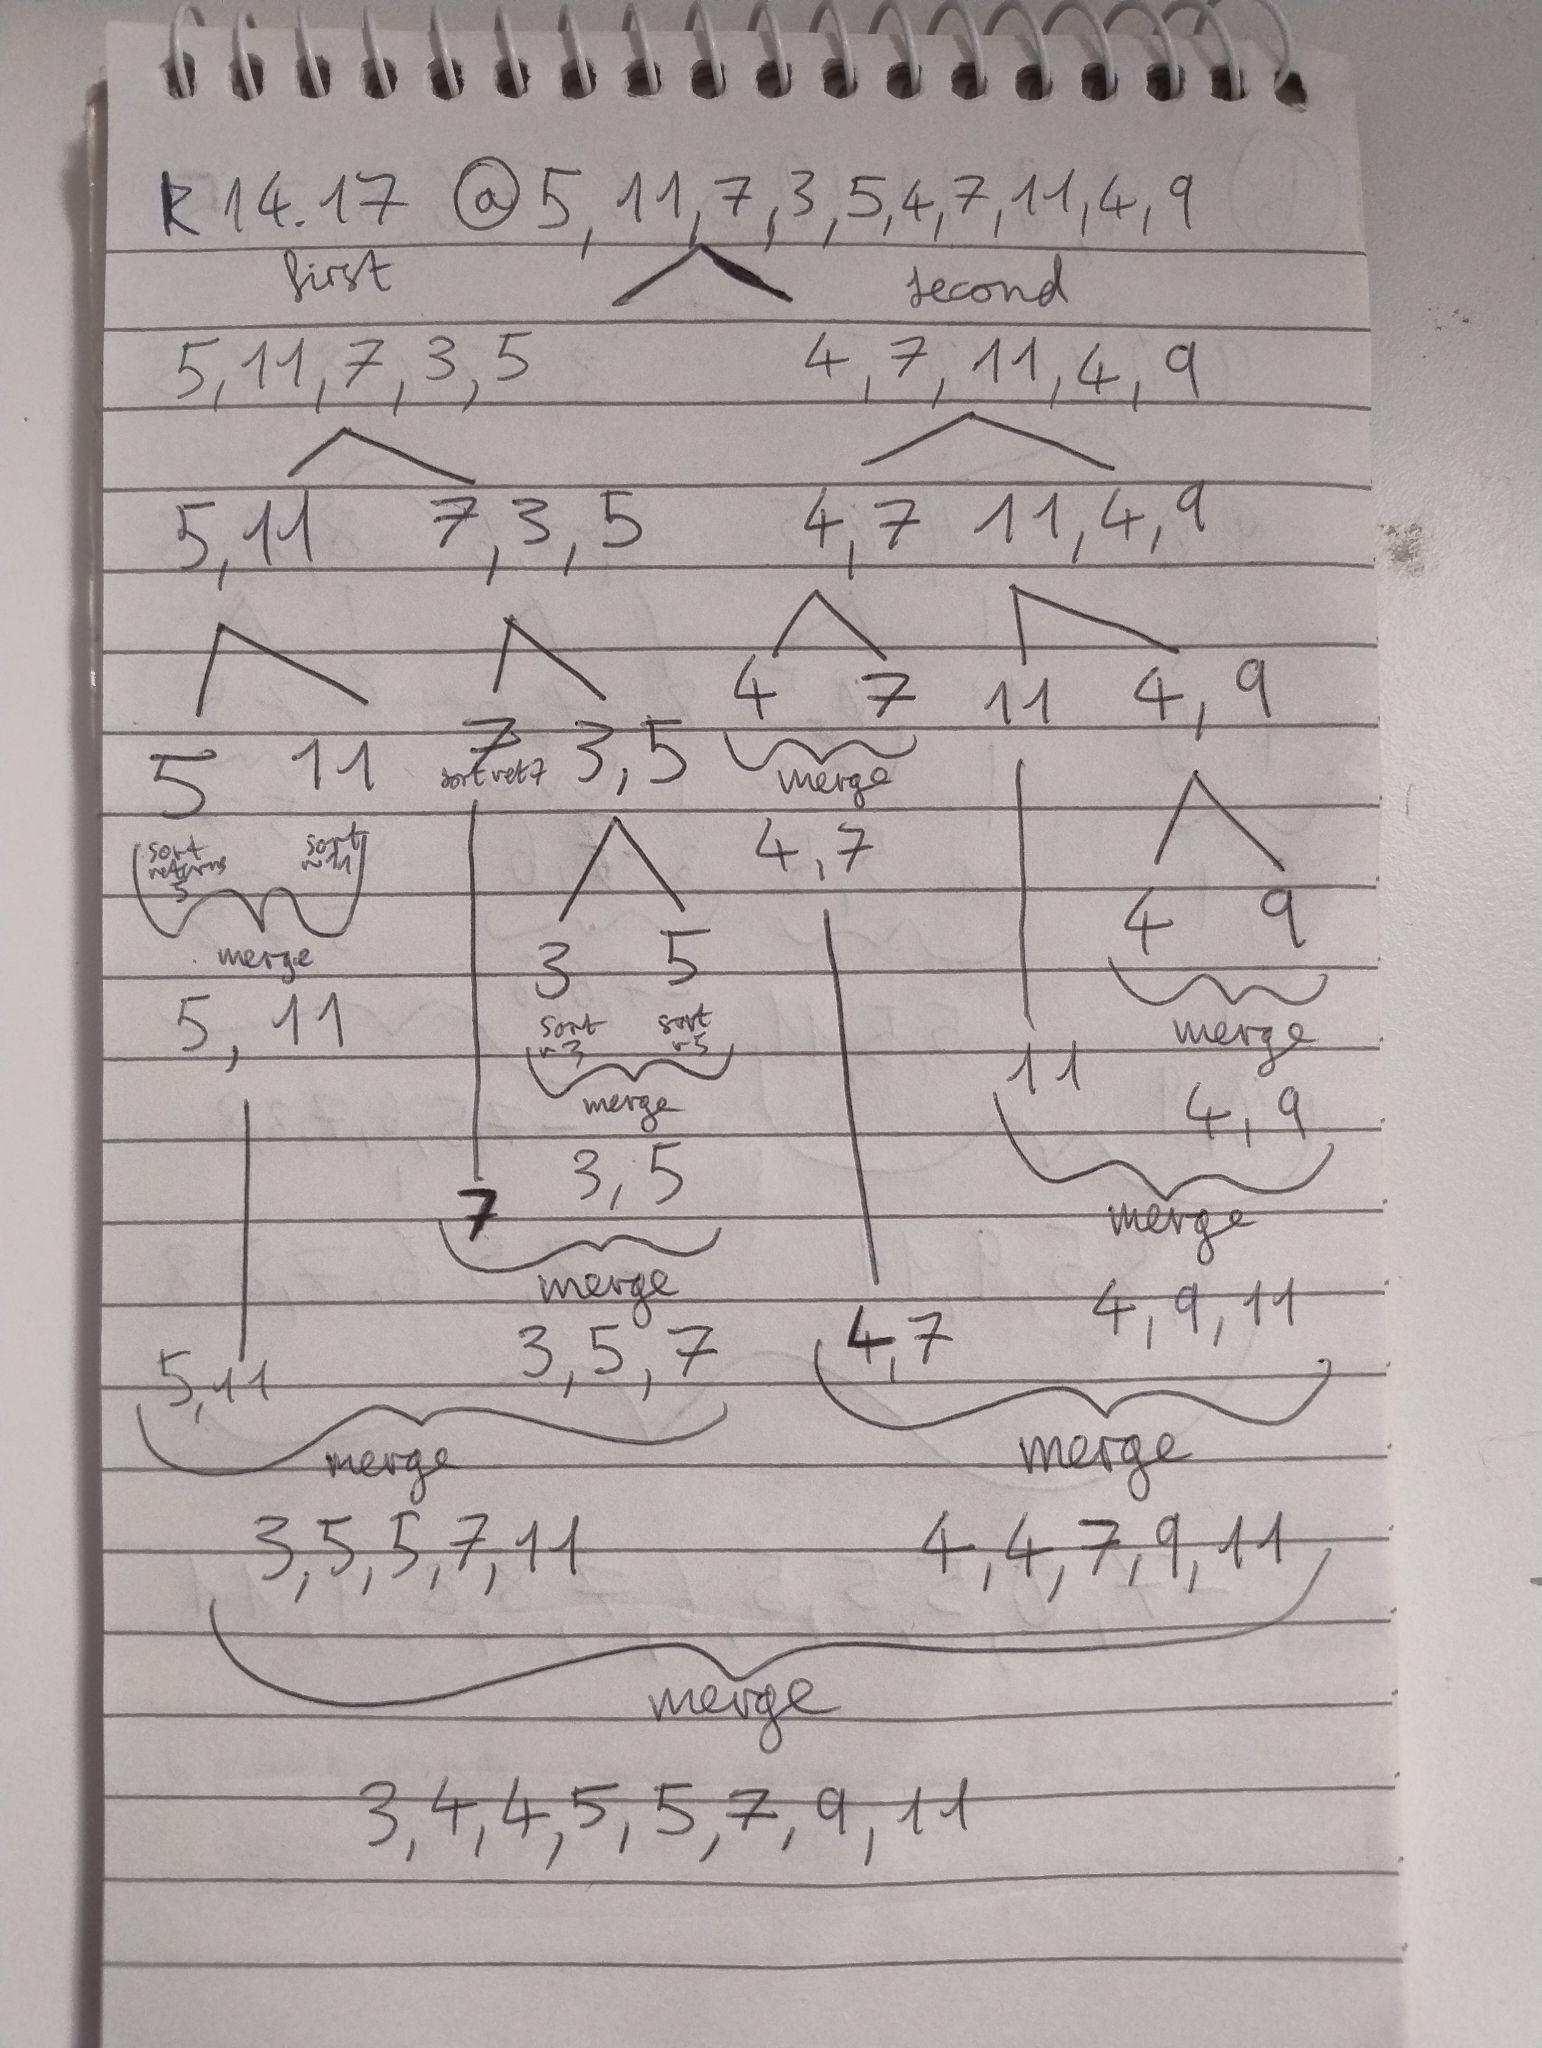 R 14.17 ⓐ 5, 11, 7, 3, 5, 4, 7, 11, 4, 9
first second
5, 11, 7, 3, 5 4, 7, 11, 4, 9
5, 11 7, 3, 5 4, 7 11, 4, 9
4 7 11 4, 9
5 11 7 3, 5
sort ret 7 merge
sort returns 5 sort r 11 4, 7
4 9
merge 3 5
5, 11 sort r 3 sort r 5 merge
11
merge 4, 9
3, 5
7 merge
merge 4, 9, 11
3, 5, 7 4, 7
5, 11
merge merge
3, 5, 5, 7, 11 4, 4, 7, 9, 11
merge
3, 4, 4, 5, 5, 7, 9, 11